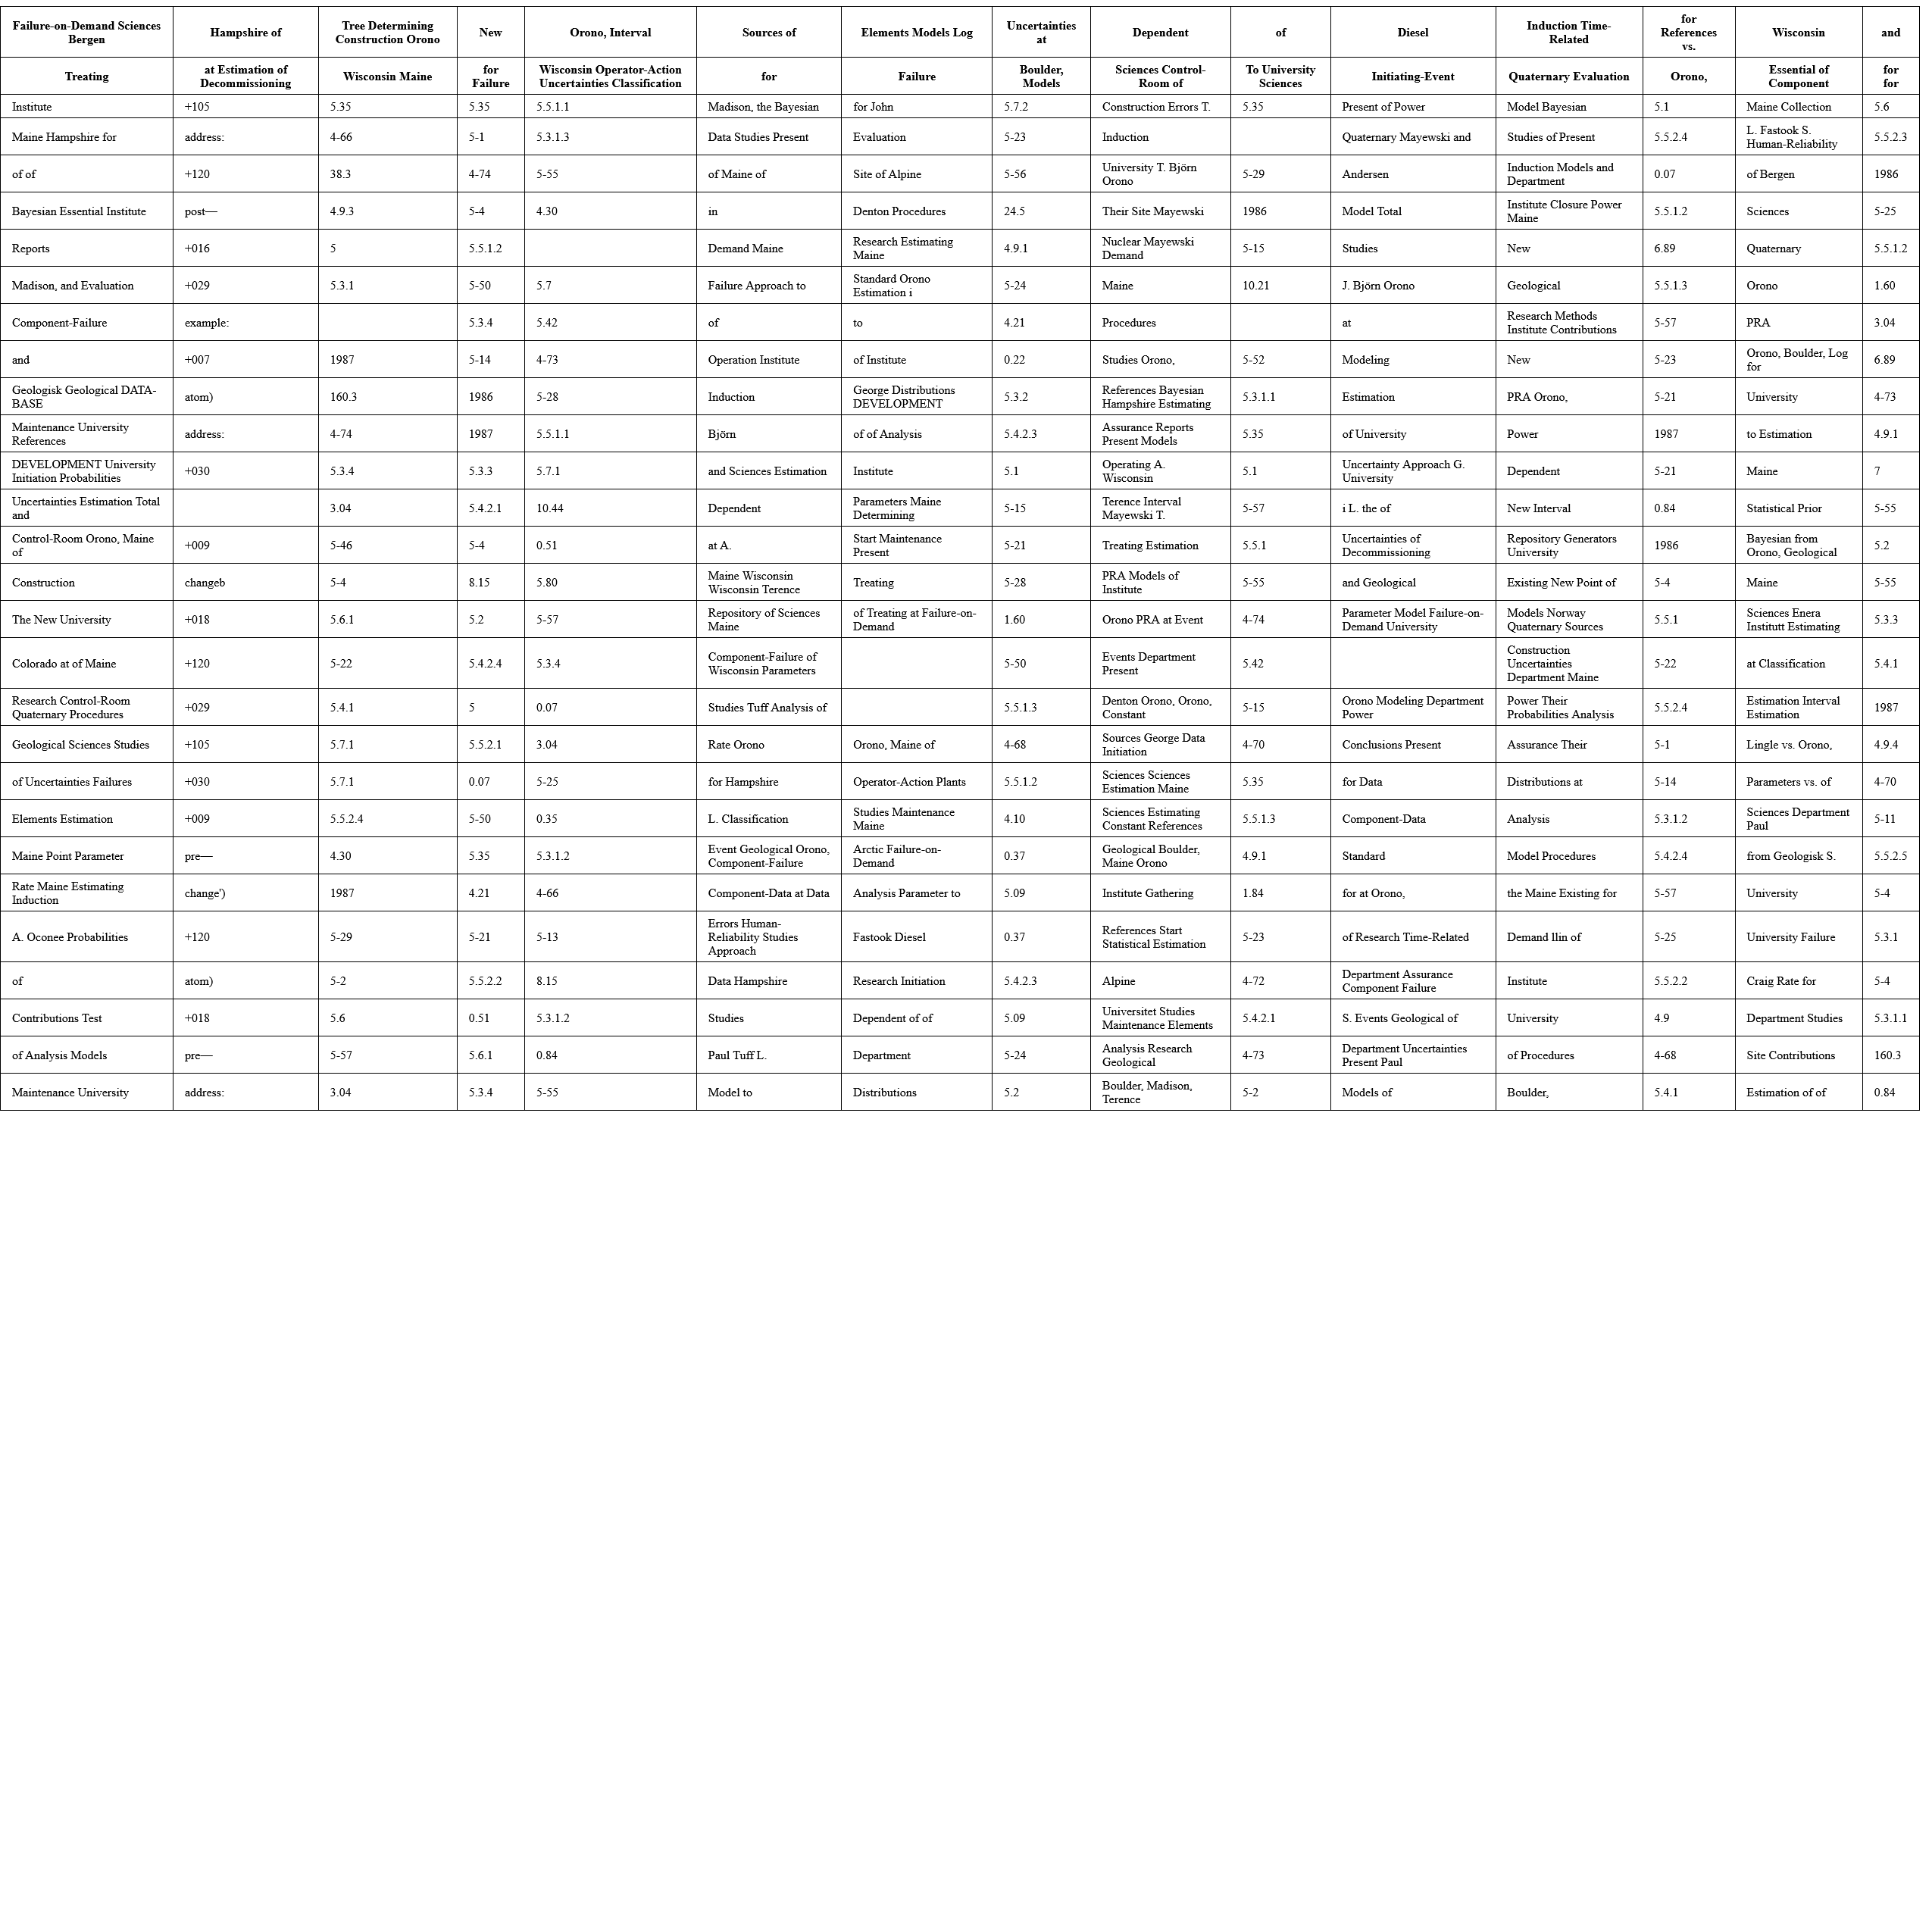 Failure-on-Demand Sciences Bergen	Hampshire of	Tree Determining Construction Orono	New	Orono, Interval	Sources of	Elements Models Log	Uncertainties at	Dependent	of	Diesel	Induction Time-Related	for References vs.	Wisconsin	and
Treating	at Estimation of Decommissioning	Wisconsin Maine	for Failure	Wisconsin Operator-Action Uncertainties Classification	for	Failure	Boulder, Models	Sciences Control-Room of	To University Sciences	Initiating-Event	Quaternary Evaluation	Orono,	Essential of Component	for for
Institute	+105	5.35	5.35	5.5.1.1	Madison, the Bayesian	for John	5.7.2	Construction Errors T.	5.35	Present of Power	Model Bayesian	5.1	Maine Collection	5.6
Maine Hampshire for	address:	4-66	5-1	5.3.1.3	Data Studies Present	Evaluation	5-23	Induction		Quaternary Mayewski and	Studies of Present	5.5.2.4	L. Fastook S. Human-Reliability	5.5.2.3
of of	+120	38.3	4-74	5-55	of Maine of	Site of Alpine	5-56	University T. Björn Orono	5-29	Andersen	Induction Models and Department	0.07	of Bergen	1986
Bayesian Essential Institute	post—	4.9.3	5-4	4.30	in	Denton Procedures	24.5	Their Site Mayewski	1986	Model Total	Institute Closure Power Maine	5.5.1.2	Sciences	5-25
Reports	+016	5	5.5.1.2		Demand Maine	Research Estimating Maine	4.9.1	Nuclear Mayewski Demand	5-15	Studies	New	6.89	Quaternary	5.5.1.2
Madison, and Evaluation	+029	5.3.1	5-50	5.7	Failure Approach to	Standard Orono Estimation i	5-24	Maine	10.21	J. Björn Orono	Geological	5.5.1.3	Orono	1.60
Component-Failure	example:		5.3.4	5.42	of	to	4.21	Procedures		at	Research Methods Institute Contributions	5-57	PRA	3.04
and	+007	1987	5-14	4-73	Operation Institute	of Institute	0.22	Studies Orono,	5-52	Modeling	New	5-23	Orono, Boulder, Log for	6.89
Geologisk Geological DATA-BASE	atom)	160.3	1986	5-28	Induction	George Distributions DEVELOPMENT	5.3.2	References Bayesian Hampshire Estimating	5.3.1.1	Estimation	PRA Orono,	5-21	University	4-73
Maintenance University References	address:	4-74	1987	5.5.1.1	Björn	of of Analysis	5.4.2.3	Assurance Reports Present Models	5.35	of University	Power	1987	to Estimation	4.9.1
DEVELOPMENT University Initiation Probabilities	+030	5.3.4	5.3.3	5.7.1	and Sciences Estimation	Institute	5.1	Operating A. Wisconsin	5.1	Uncertainty Approach G. University	Dependent	5-21	Maine	7
Uncertainties Estimation Total and		3.04	5.4.2.1	10.44	Dependent	Parameters Maine Determining	5-15	Terence Interval Mayewski T.	5-57	i L. the of	New Interval	0.84	Statistical Prior	5-55
Control-Room Orono, Maine of	+009	5-46	5-4	0.51	at A.	Start Maintenance Present	5-21	Treating Estimation	5.5.1	Uncertainties of Decommissioning	Repository Generators University	1986	Bayesian from Orono, Geological	5.2
Construction	changeb	5-4	8.15	5.80	Maine Wisconsin Wisconsin Terence	Treating	5-28	PRA Models of Institute	5-55	and Geological	Existing New Point of	5-4	Maine	5-55
The New University	+018	5.6.1	5.2	5-57	Repository of Sciences Maine	of Treating at Failure-on-Demand	1.60	Orono PRA at Event	4-74	Parameter Model Failure-on-Demand University	Models Norway Quaternary Sources	5.5.1	Sciences Enera Institutt Estimating	5.3.3
Colorado at of Maine	+120	5-22	5.4.2.4	5.3.4	Component-Failure of Wisconsin Parameters		5-50	Events Department Present	5.42		Construction Uncertainties Department Maine	5-22	at Classification	5.4.1
Research Control-Room Quaternary Procedures	+029	5.4.1	5	0.07	Studies Tuff Analysis of		5.5.1.3	Denton Orono, Orono, Constant	5-15	Orono Modeling Department Power	Power Their Probabilities Analysis	5.5.2.4	Estimation Interval Estimation	1987
Geological Sciences Studies	+105	5.7.1	5.5.2.1	3.04	Rate Orono	Orono, Maine of	4-68	Sources George Data Initiation	4-70	Conclusions Present	Assurance Their	5-1	Lingle vs. Orono,	4.9.4
of Uncertainties Failures	+030	5.7.1	0.07	5-25	for Hampshire	Operator-Action Plants	5.5.1.2	Sciences Sciences Estimation Maine	5.35	for Data	Distributions at	5-14	Parameters vs. of	4-70
Elements Estimation	+009	5.5.2.4	5-50	0.35	L. Classification	Studies Maintenance Maine	4.10	Sciences Estimating Constant References	5.5.1.3	Component-Data	Analysis	5.3.1.2	Sciences Department Paul	5-11
Maine Point Parameter	pre—	4.30	5.35	5.3.1.2	Event Geological Orono, Component-Failure	Arctic Failure-on-Demand	0.37	Geological Boulder, Maine Orono	4.9.1	Standard	Model Procedures	5.4.2.4	from Geologisk S.	5.5.2.5
Rate Maine Estimating Induction	change')	1987	4.21	4-66	Component-Data at Data	Analysis Parameter to	5.09	Institute Gathering	1.84	for at Orono,	the Maine Existing for	5-57	University	5-4
A. Oconee Probabilities	+120	5-29	5-21	5-13	Errors Human-Reliability Studies Approach	Fastook Diesel	0.37	References Start Statistical Estimation	5-23	of Research Time-Related	Demand llin of	5-25	University Failure	5.3.1
of	atom)	5-2	5.5.2.2	8.15	Data Hampshire	Research Initiation	5.4.2.3	Alpine	4-72	Department Assurance Component Failure	Institute	5.5.2.2	Craig Rate for	5-4
Contributions Test	+018	5.6	0.51	5.3.1.2	Studies	Dependent of of	5.09	Universitet Studies Maintenance Elements	5.4.2.1	S. Events Geological of	University	4.9	Department Studies	5.3.1.1
of Analysis Models	pre—	5-57	5.6.1	0.84	Paul Tuff L.	Department	5-24	Analysis Research Geological	4-73	Department Uncertainties Present Paul	of Procedures	4-68	Site Contributions	160.3
Maintenance University	address:	3.04	5.3.4	5-55	Model to	Distributions	5.2	Boulder, Madison, Terence	5-2	Models of	Boulder,	5.4.1	Estimation of of	0.84